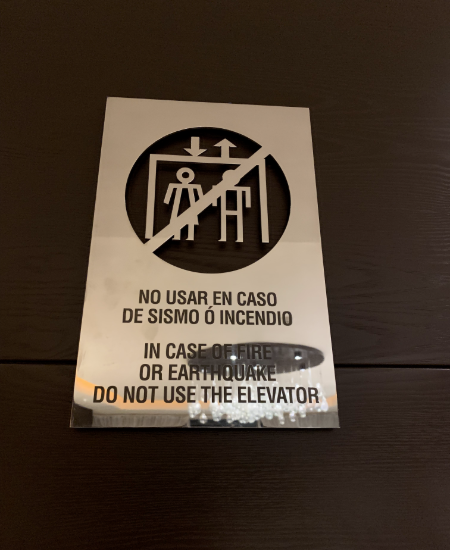 NO USAR EN CASO
DE SISMO Ó INCENDIO
IN CASE OF FIRE
OR EARTHQUAKE
DO NOT USE THE ELEVATOR